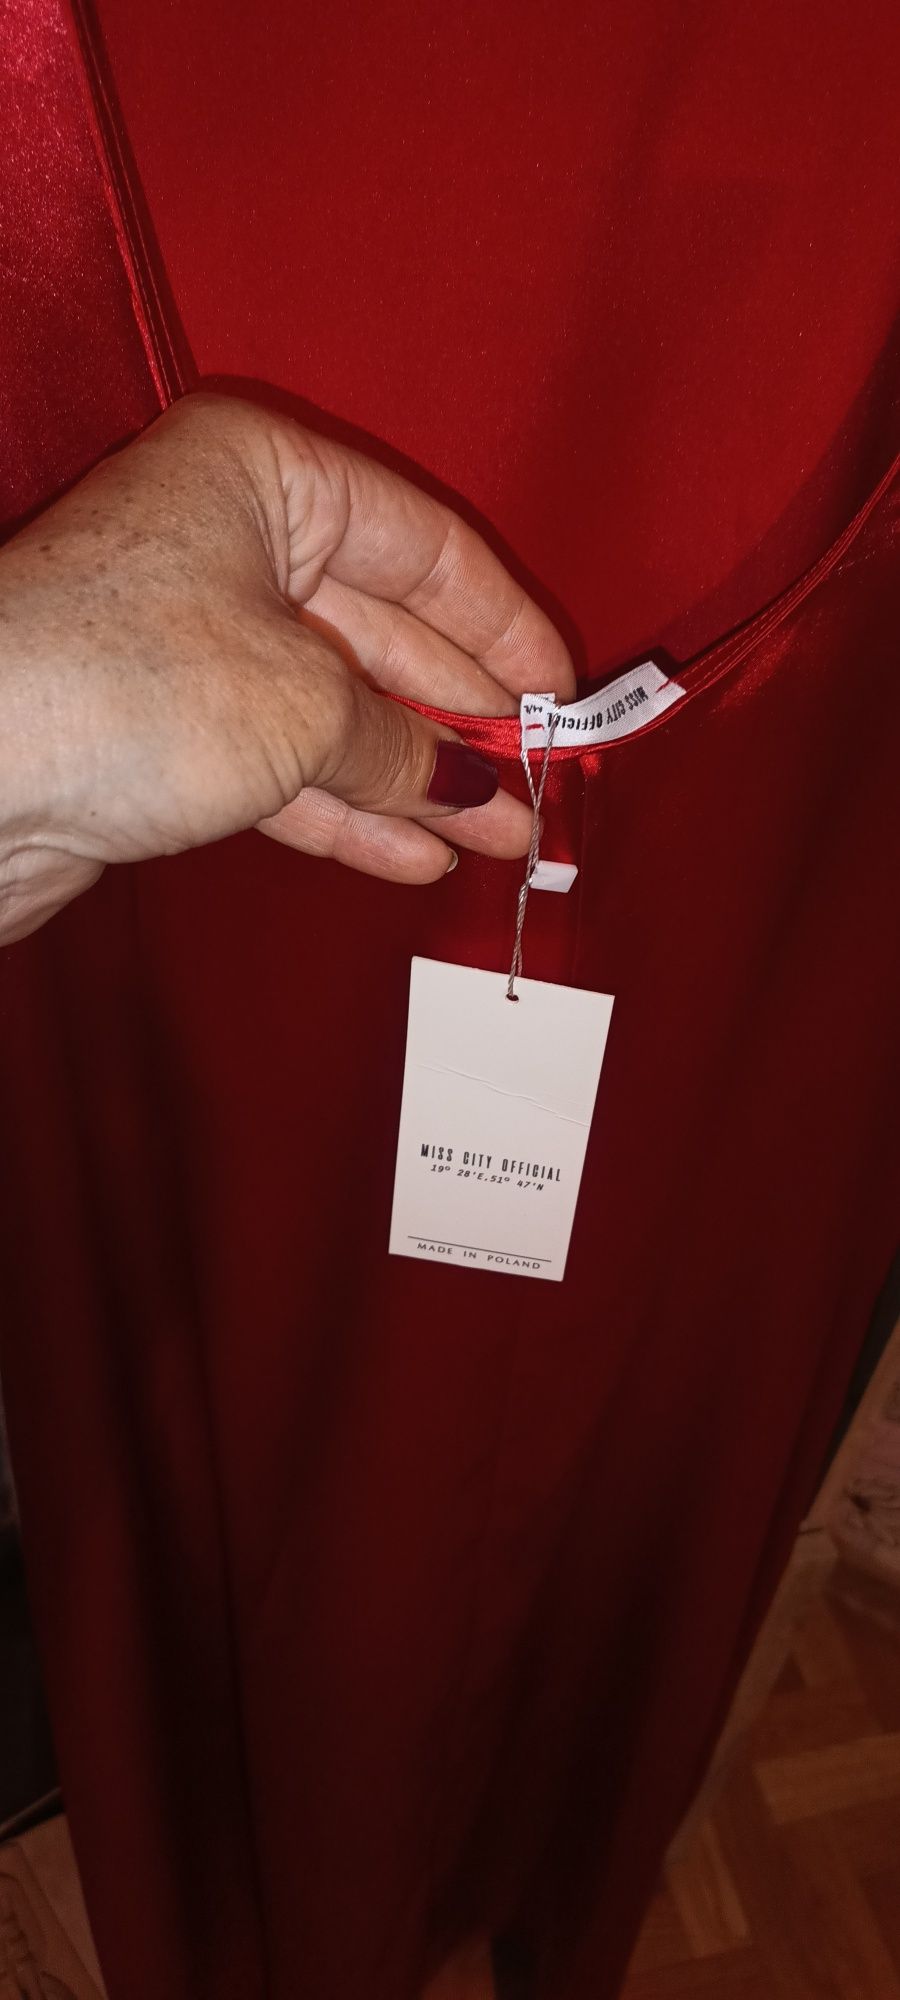 M/L
MISS CITY OFFICIAL
MISS CITY OFFICIAL
19° 28'E,51° 47'N
MADE IN POLAND